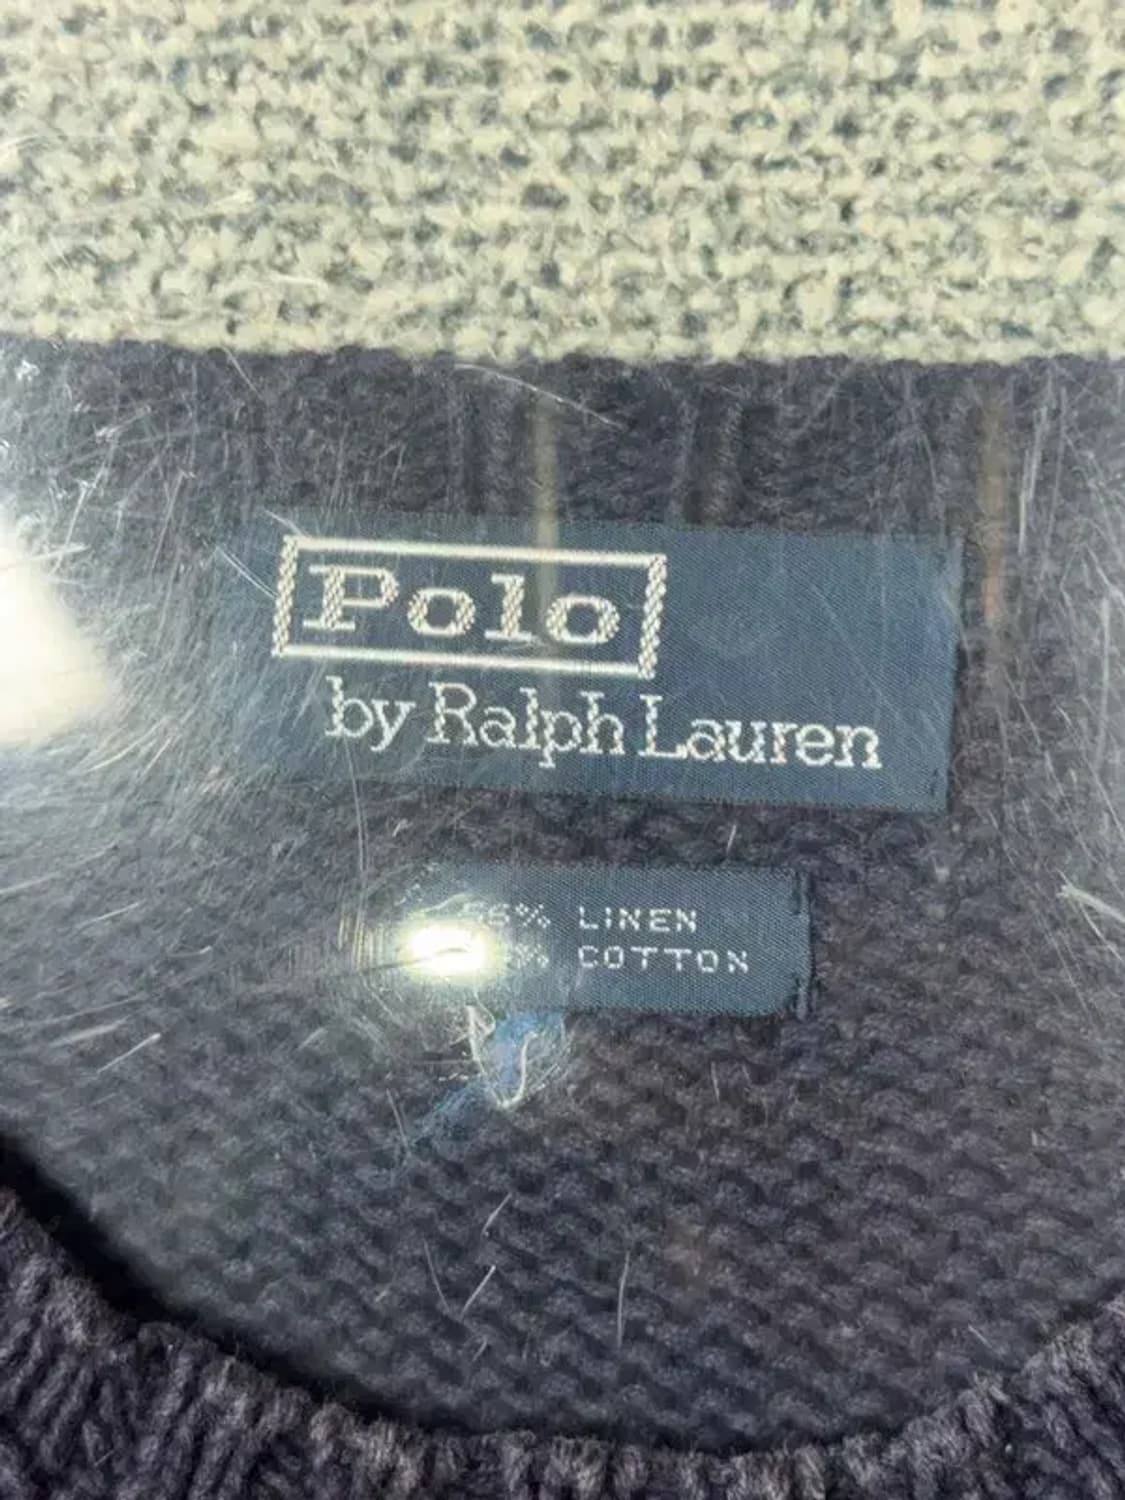 Polo
by Ralph Lauren
% LINEN
% COTTON